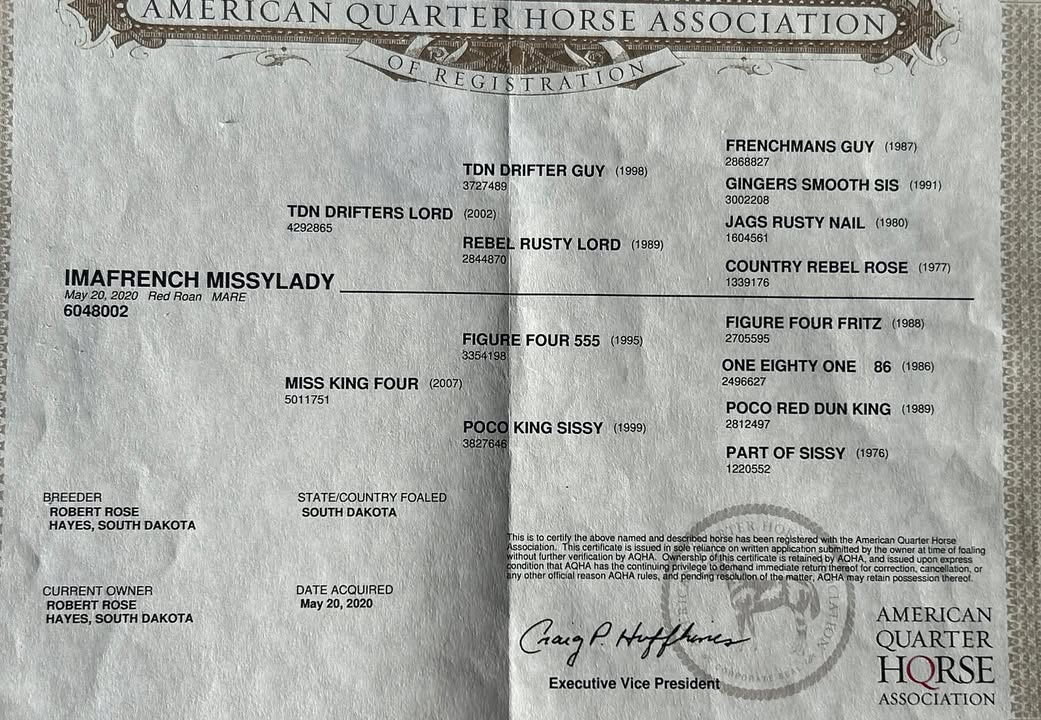 AMERICAN QUARTER HORSE ASSOCIATION
OF REGISTRATION
FRENCHMANS GUY (1987)
2868827
TDN DRIFTER GUY (1998)
3727489
GINGERS SMOOTH SIS (1991)
3002208
TDN DRIFTERS LORD (2002)
4292865
JAGS RUSTY NAIL (1980)
1604561
REBEL RUSTY LORD (1989)
2844870
COUNTRY REBEL ROSE (1977)
1339176
IMAFRENCH MISSYLADY
May 20, 2020 Red Roan MARE
6048002
FIGURE FOUR FRITZ (1988)
2705595
FIGURE FOUR 555 (1995)
3354198
ONE EIGHTY ONE 86 (1986)
2496627
MISS KING FOUR (2007)
5011751
POCO RED DUN KING (1989)
2812497
POCO KING SISSY (1999)
3827646
PART OF SISSY (1976)
1220552
BREEDER
ROBERT ROSE
HAYES, SOUTH DAKOTA
STATE/COUNTRY FOALED
SOUTH DAKOTA
CURRENT OWNER
ROBERT ROSE
HAYES, SOUTH DAKOTA
DATE ACQUIRED
May 20, 2020
This is to certify the above named and described horse has been registered with the American Quarter Horse
Association. This certificate is issued in sole reliance on written application submitted by the owner at time of foaling
without further verification by AQHA. Ownership of this certificate is retained by AQHA, and issued upon express
condition that AQHA has the continuing privilege to demand immediate return thereof for correction, cancellation, or
any other official reason AQHA rules, and pending resolution of the matter, AQHA may retain possession thereof.
Craig P. Huffhines
Executive Vice President
CORPORATE SEAL
AMERICAN
QUARTER
HORSE
ASSOCIATION